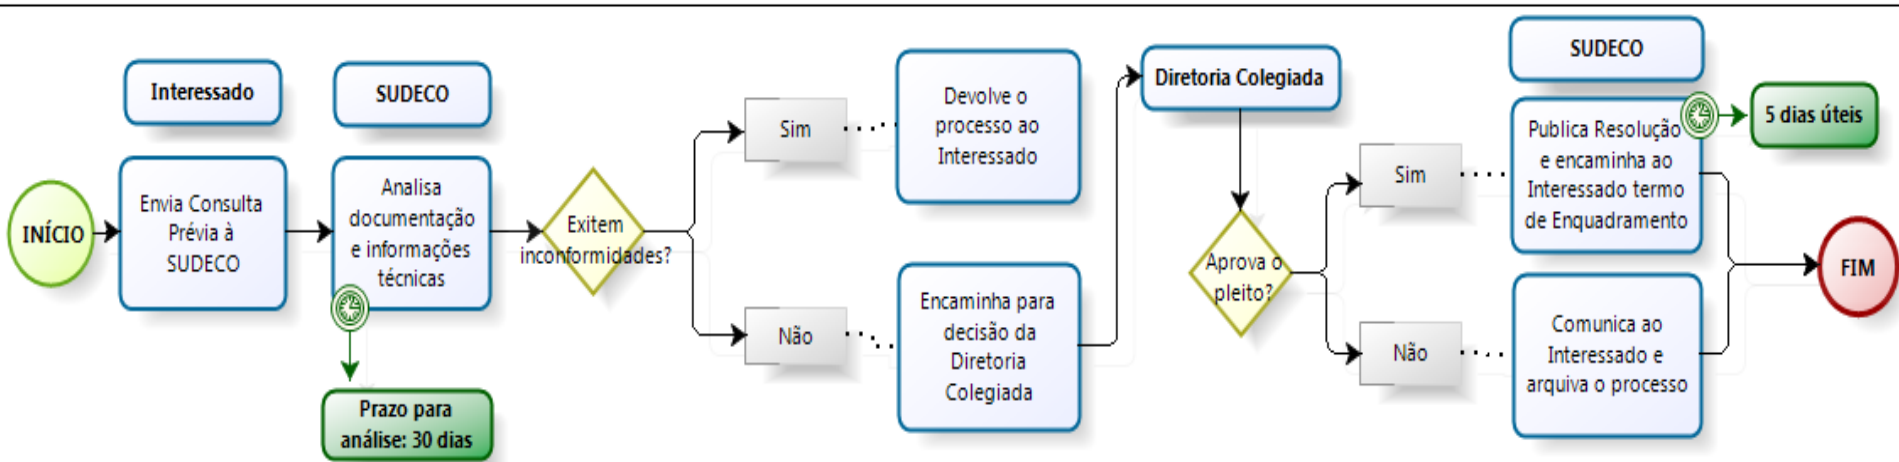 INÍCIO
Interessado
Envia Consulta
Prévia à
SUDECO
SUDECO
Analisa
documentação
e informações
técnicas
Prazo para
análise: 30 dias
Exitem
inconformidades?
Sim
Devolve o
processo ao
Interessado
Não
Encaminha para
decisão da
Diretoria
Colegiada
Diretoria Colegiada
Aprova o
pleito?
Sim
SUDECO
Publica Resolução
e encaminha ao
Interessado termo
de Enquadramento
5 dias úteis
Não
Comunica ao
Interessado e
arquiva o processo
FIM